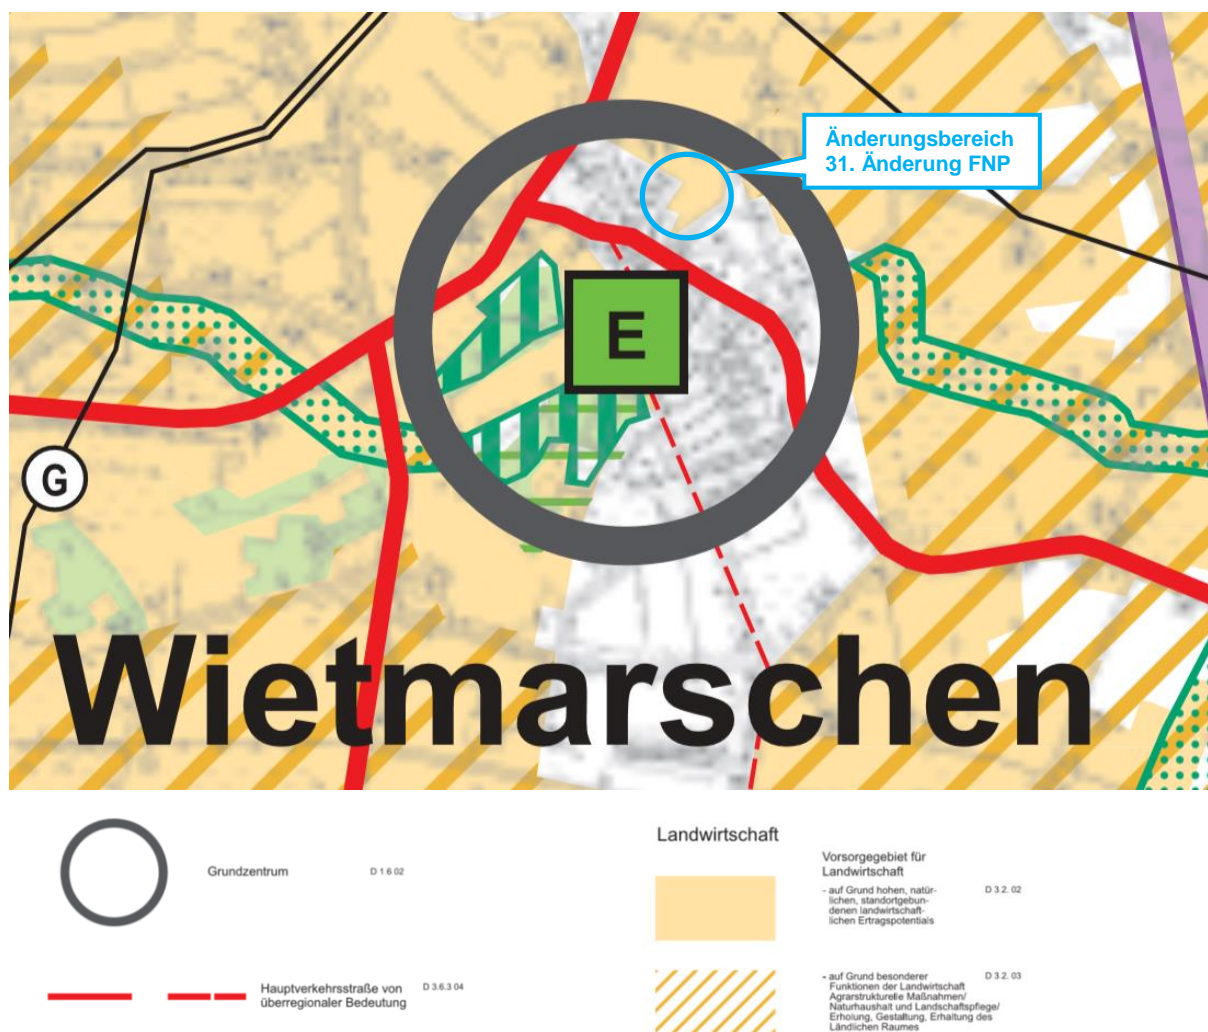 Änderungsbereich
31. Änderung FNP
E
G
Wietmarschen
Grundzentrum D 1.6 02
Hauptverkehrsstraße von D 3.6.3 04
überregionaler Bedeutung
Landwirtschaft
Vorsorgegebiet für
Landwirtschaft
- auf Grund hohen, natür- D 3.2. 02
lichen, standortgebun-
denen landwirtschaft-
lichen Ertragspotentials
- auf Grund besonderer D 3.2. 03
Funktionen der Landwirtschaft
Agrarstrukturelle Maßnahmen/
Naturhaushalt und Landschaftspflege/
Erholung, Gestaltung, Erhaltung des
Ländlichen Raumes